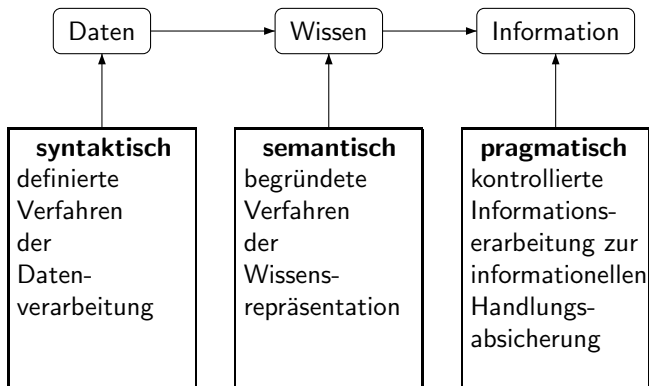 Daten
Wissen
Information
syntaktisch
definierte
Verfahren
der
Daten-
verarbeitung
semantisch
begründete
Verfahren
der
Wissens-
repräsentation
pragmatisch
kontrollierte
Informations-
erarbeitung zur
informationellen
Handlungs-
absicherung